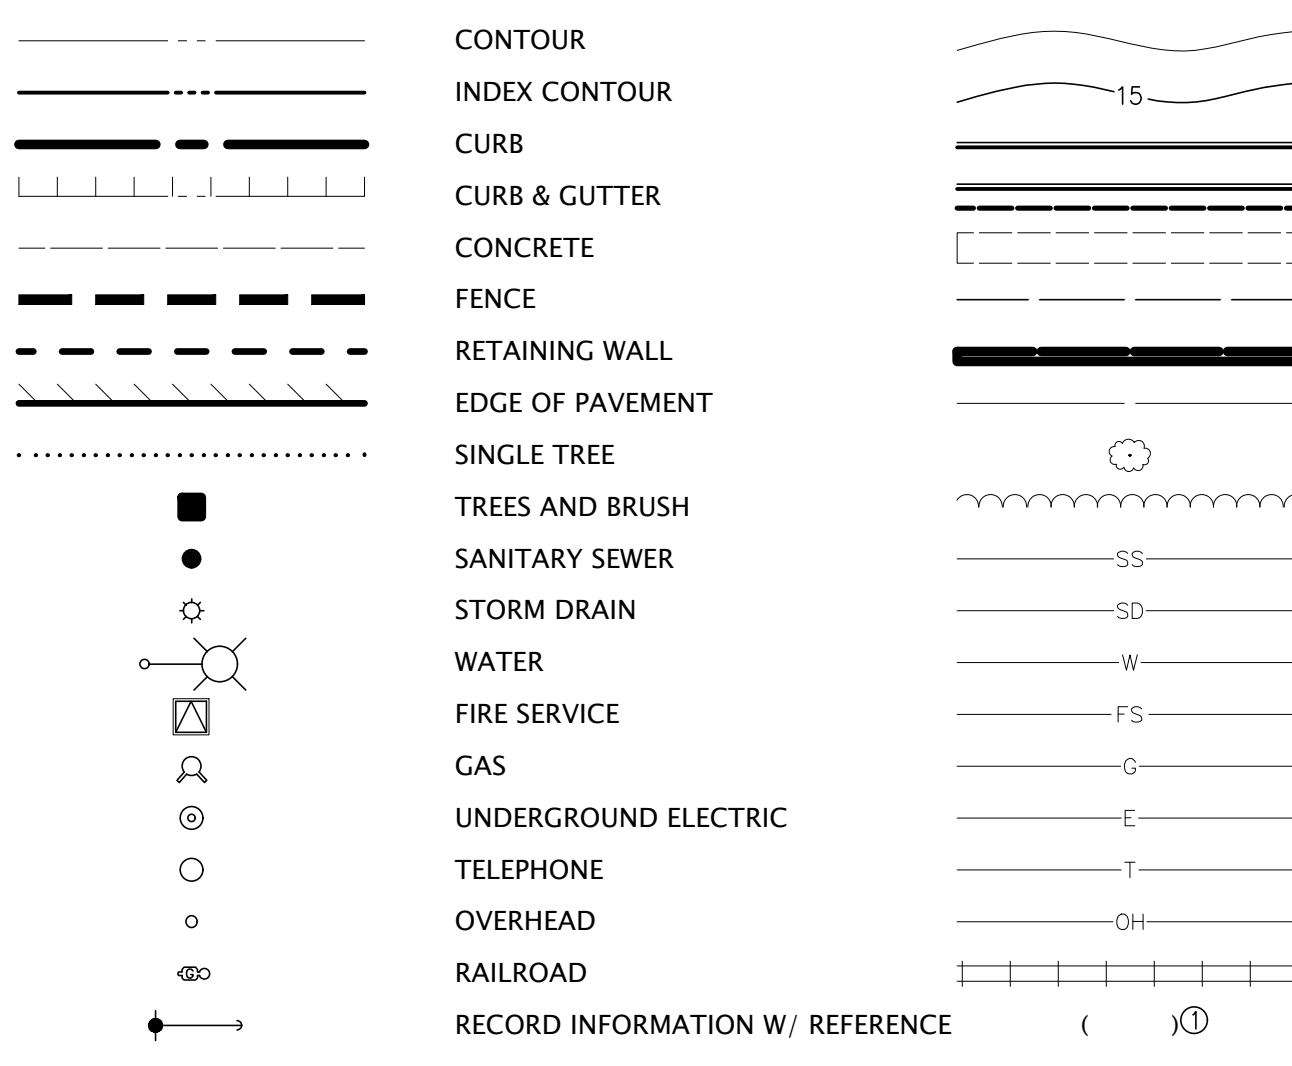 CONTOUR
INDEX CONTOUR 15
CURB
CURB & GUTTER
CONCRETE
FENCE
RETAINING WALL
EDGE OF PAVEMENT
SINGLE TREE
TREES AND BRUSH
SANITARY SEWER SS
STORM DRAIN SD
WATER W
FIRE SERVICE FS
GAS G
UNDERGROUND ELECTRIC E
TELEPHONE T
OVERHEAD OH
G RAILROAD
RECORD INFORMATION W/ REFERENCE ( ) 1